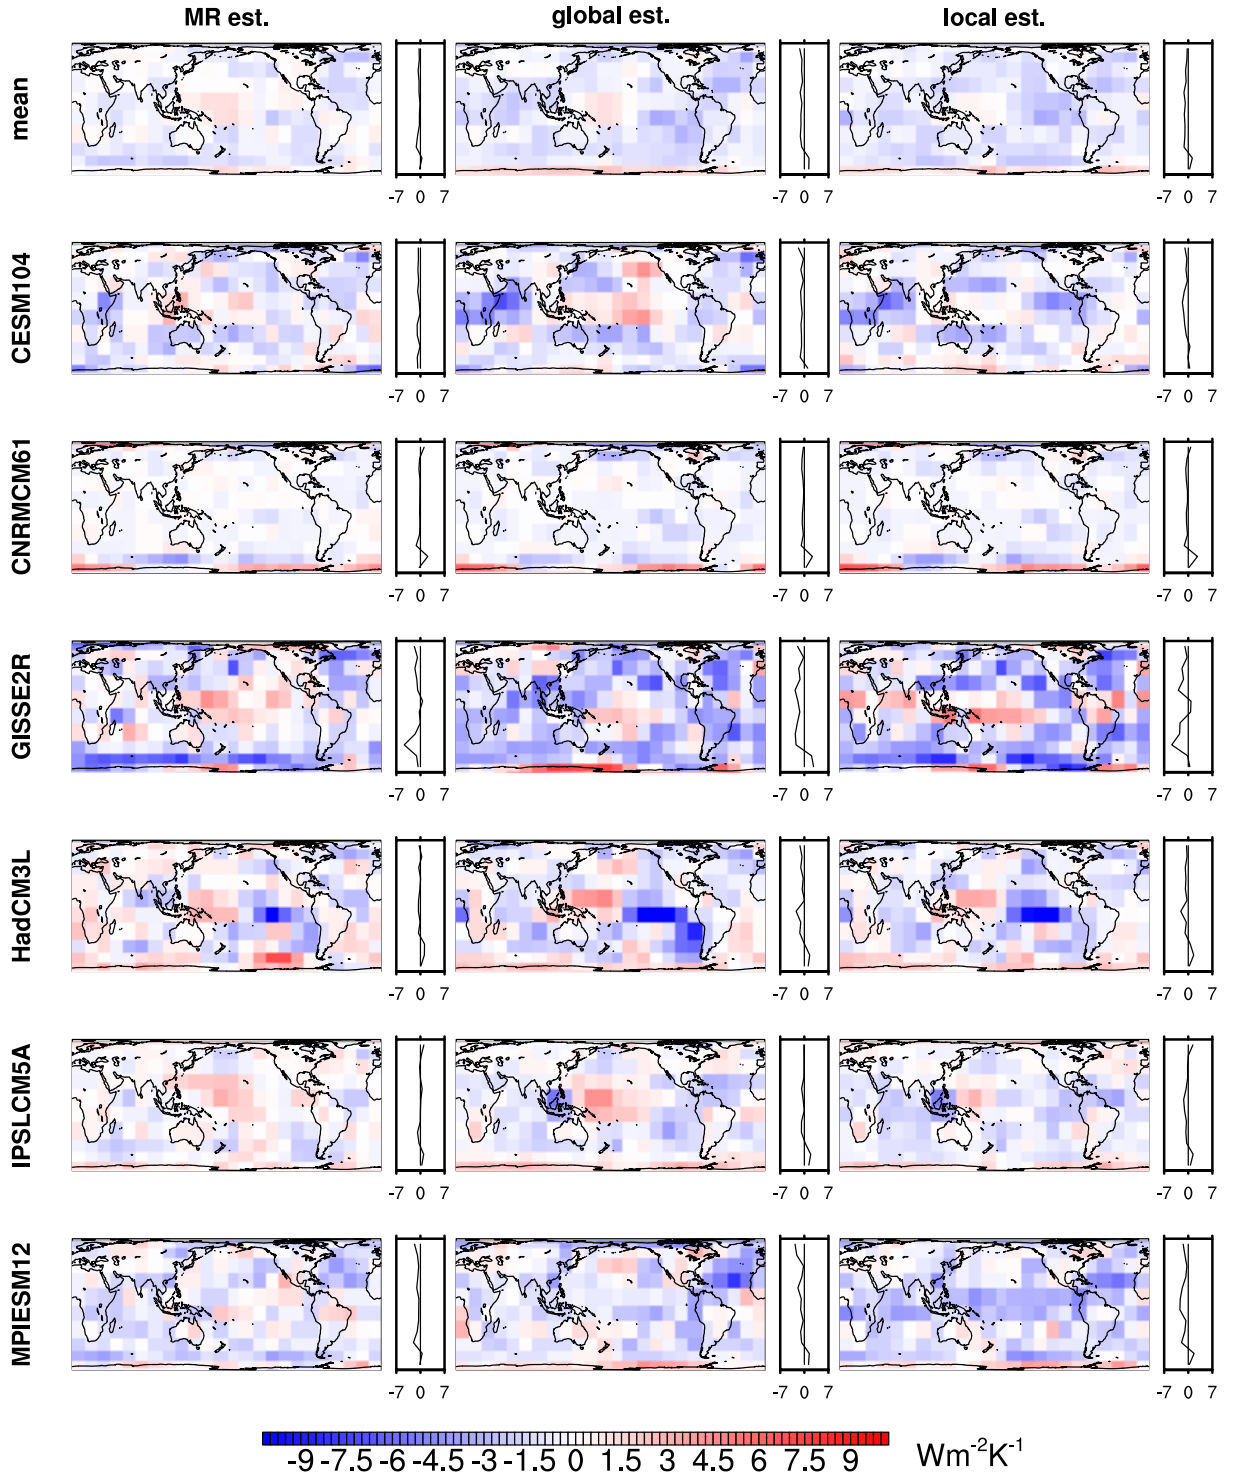 MR est. global est. local est.
mean
-7 0 7 -7 0 7 -7 0 7
CESM104
-7 0 7 -7 0 7 -7 0 7
CNRMCM61
-7 0 7 -7 0 7 -7 0 7
GISSE2R
-7 0 7 -7 0 7 -7 0 7
HadCM3L
-7 0 7 -7 0 7 -7 0 7
IPSLCM5A
-7 0 7 -7 0 7 -7 0 7
MPIESM12
-7 0 7 -7 0 7 -7 0 7
-9 -7.5 -6 -4.5 -3 -1.5 0 1.5 3 4.5 6 7.5 9 Wm⁻²K⁻¹